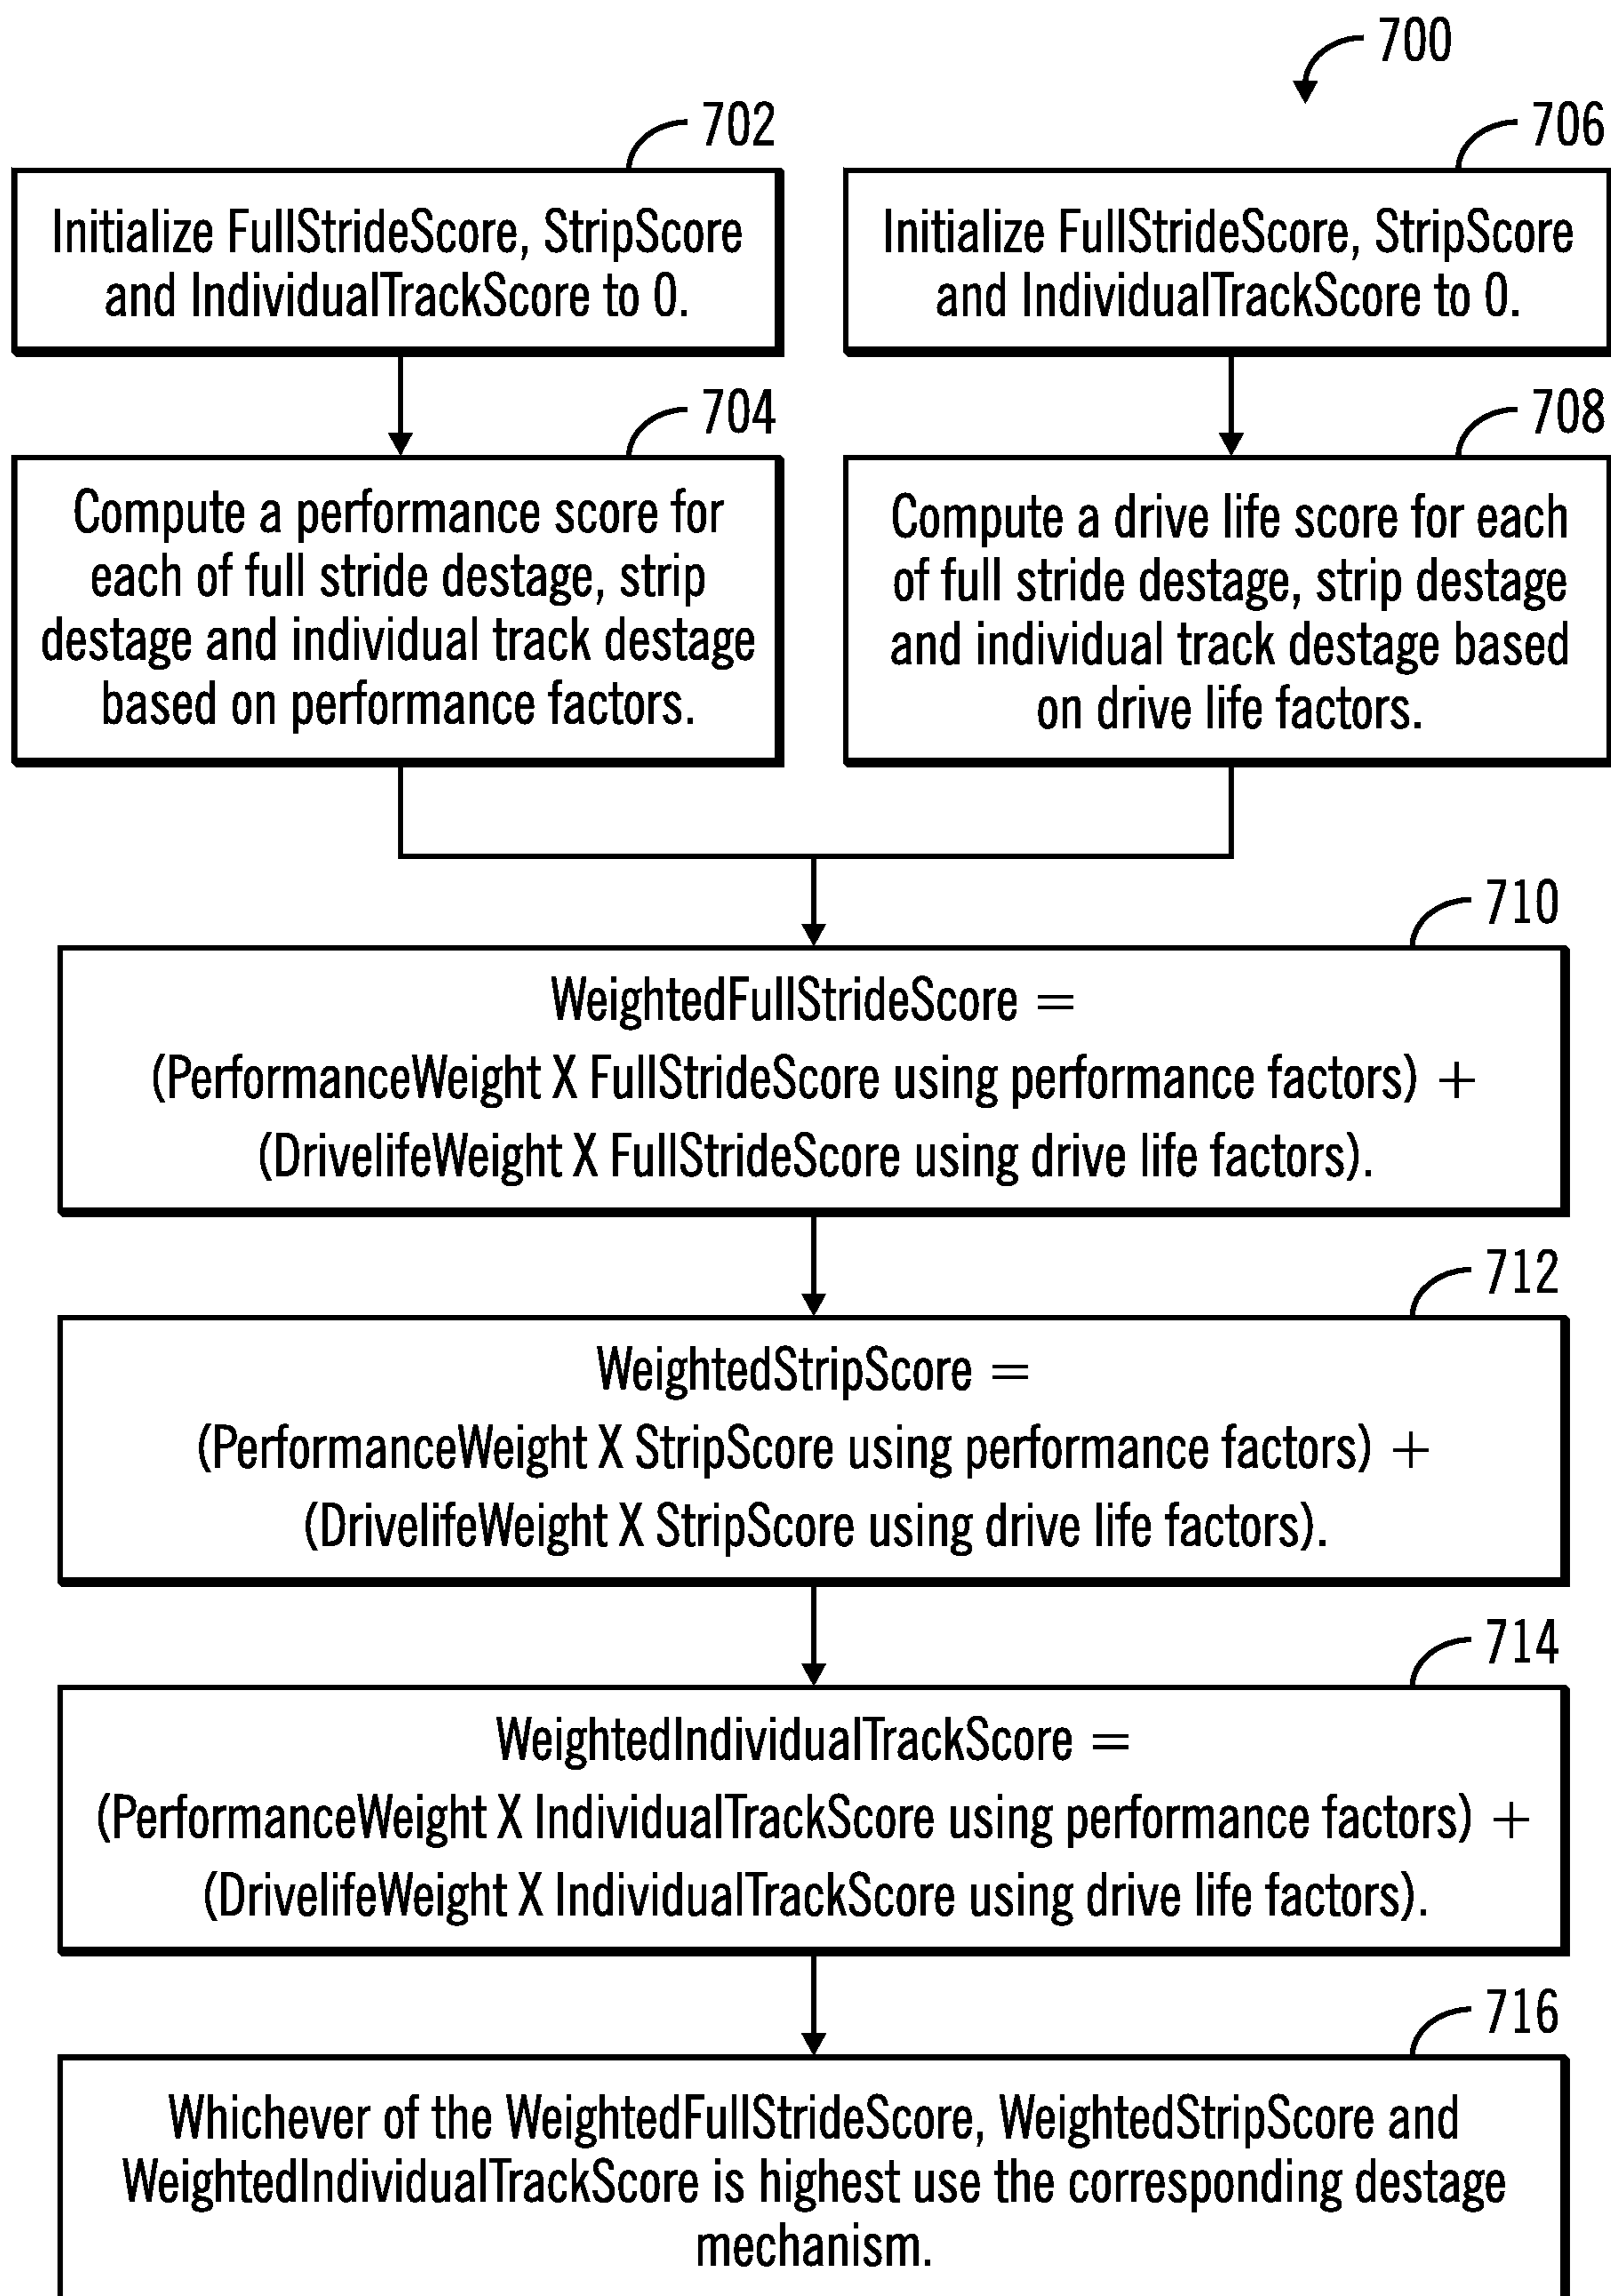 700
702
Initialize FullStrideScore, StripScore
and IndividualTrackScore to 0.
706
Initialize FullStrideScore, StripScore
and IndividualTrackScore to 0.
704
Compute a performance score for
each of full stride destage, strip
destage and individual track destage
based on performance factors.
708
Compute a drive life score for each
of full stride destage, strip destage
and individual track destage based
on drive life factors.
710
WeightedFullStrideScore =
(PerformanceWeight X FullStrideScore using performance factors) +
(DrivelifeWeight X FullStrideScore using drive life factors).
712
WeightedStripScore =
(PerformanceWeight X StripScore using performance factors) +
(DrivelifeWeight X StripScore using drive life factors).
714
WeightedIndividualTrackScore =
(PerformanceWeight X IndividualTrackScore using performance factors) +
(DrivelifeWeight X IndividualTrackScore using drive life factors).
716
Whichever of the WeightedFullStrideScore, WeightedStripScore and
WeightedIndividualTrackScore is highest use the corresponding destage
mechanism.